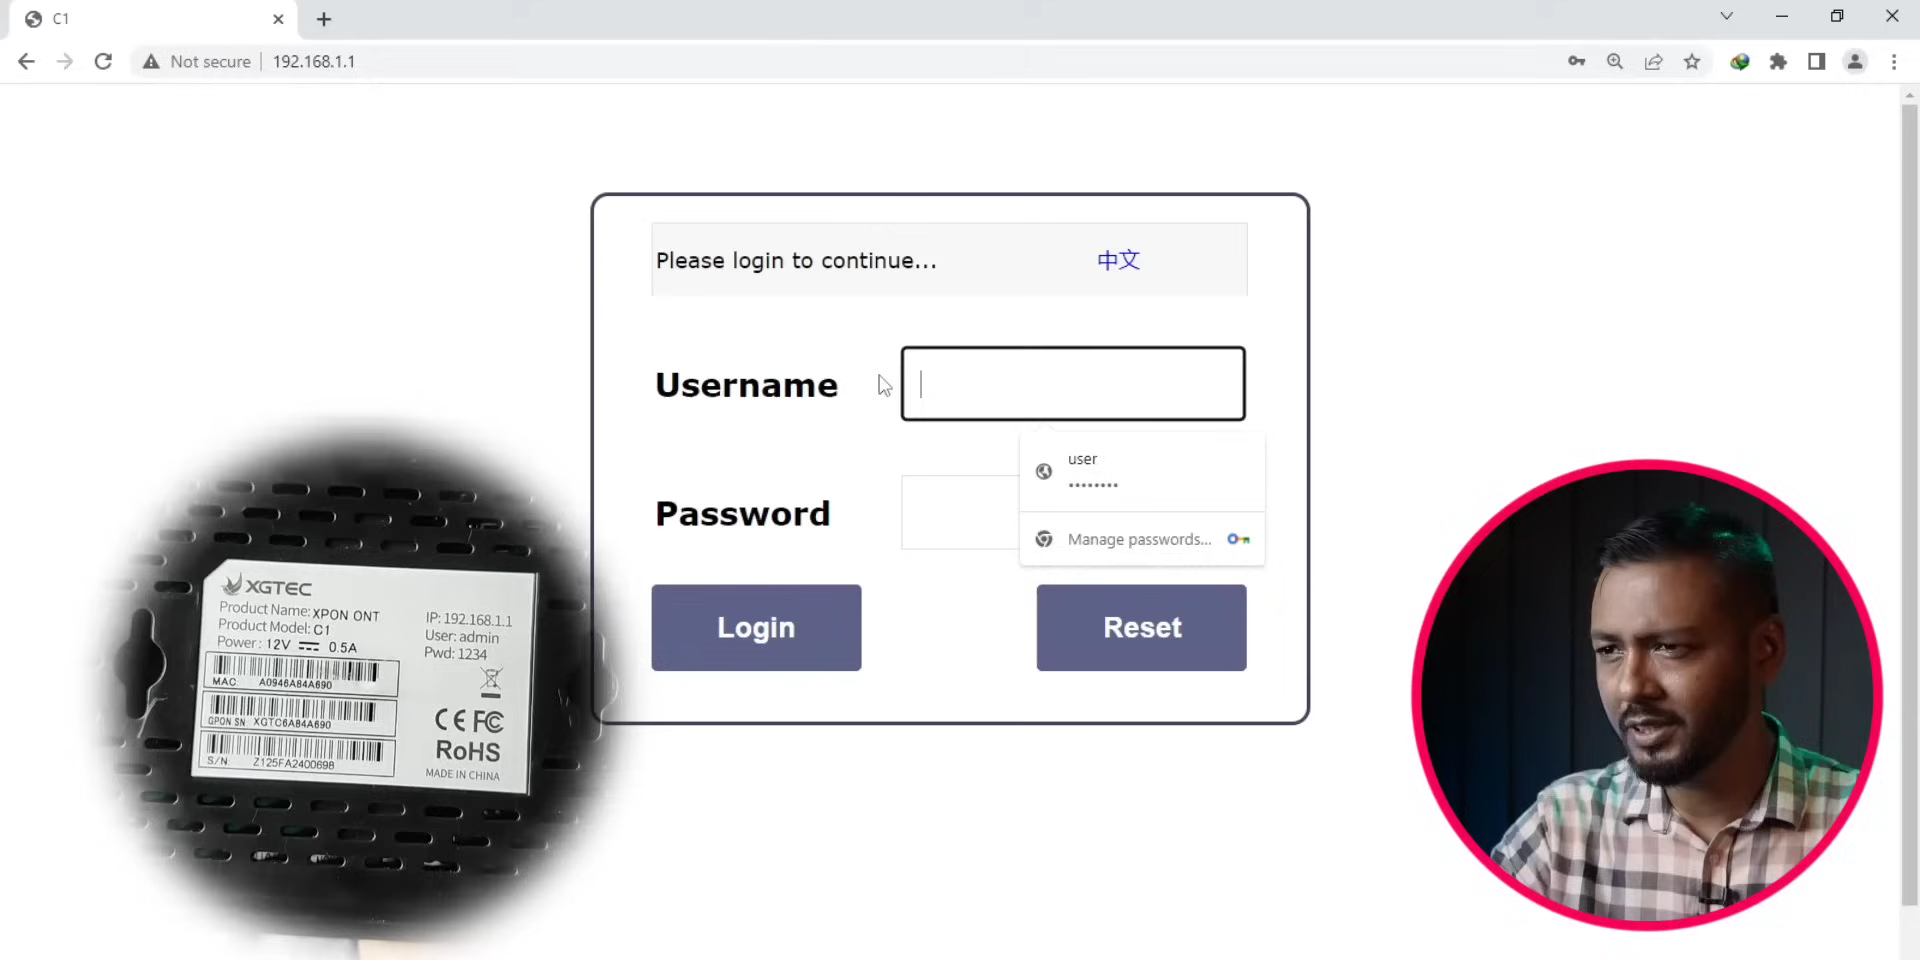 C1
Not secure
192.168.1.1
Please login to continue...
中文
Username
user
••••••••
Password
Manage passwords...
Login
Reset
XGTEC
Product Name: XPON ONT
Product Model: C1
Power: 12V 0.5A
IP: 192.168.1.1
User: admin
Pwd: 1234
MAC: A0946A84A690
GPON SN: XGTC6A84A690
S/N: Z125FA2400698
CE FC
RoHS
MADE IN CHINA